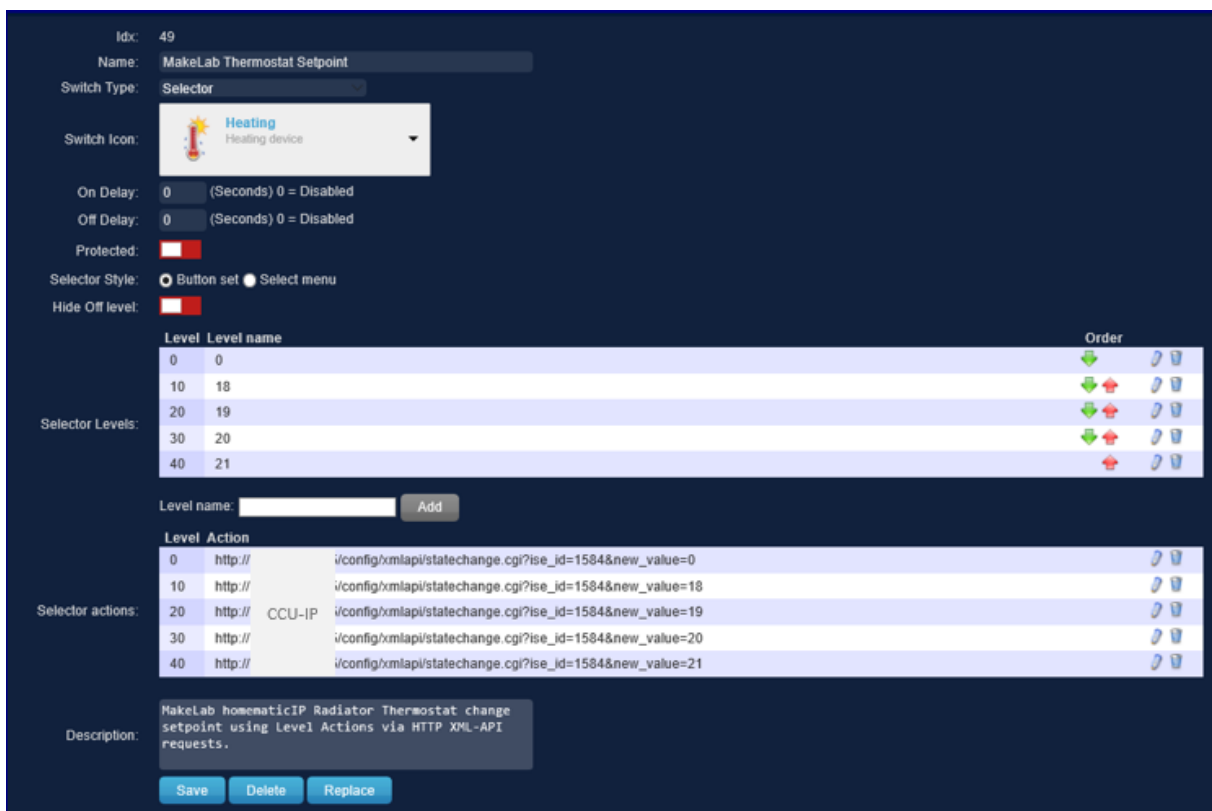 Idx: 49
Name: MakeLab Thermostat Setpoint
Switch Type: Selector
Switch Icon: Heating
Heating device
On Delay: 0 (Seconds) 0 = Disabled
Off Delay: 0 (Seconds) 0 = Disabled
Protected:
Selector Style: Button set Select menu
Hide Off level:
Level Level name Order
0 0
10 18
20 19
Selector Levels:
30 20
40 21
Level name: Add
Level Action
0 http:// /config/xmlapi/statechange.cgi?ise_id=1584&new_value=0
10 http:// /config/xmlapi/statechange.cgi?ise_id=1584&new_value=18
Selector actions: 20 http:// CCU-IP /config/xmlapi/statechange.cgi?ise_id=1584&new_value=19
30 http:// /config/xmlapi/statechange.cgi?ise_id=1584&new_value=20
40 http:// /config/xmlapi/statechange.cgi?ise_id=1584&new_value=21
Description: MakeLab homematicIP Radiator Thermostat change
setpoint using Level Actions via HTTP XML-API
requests.
Save Delete Replace